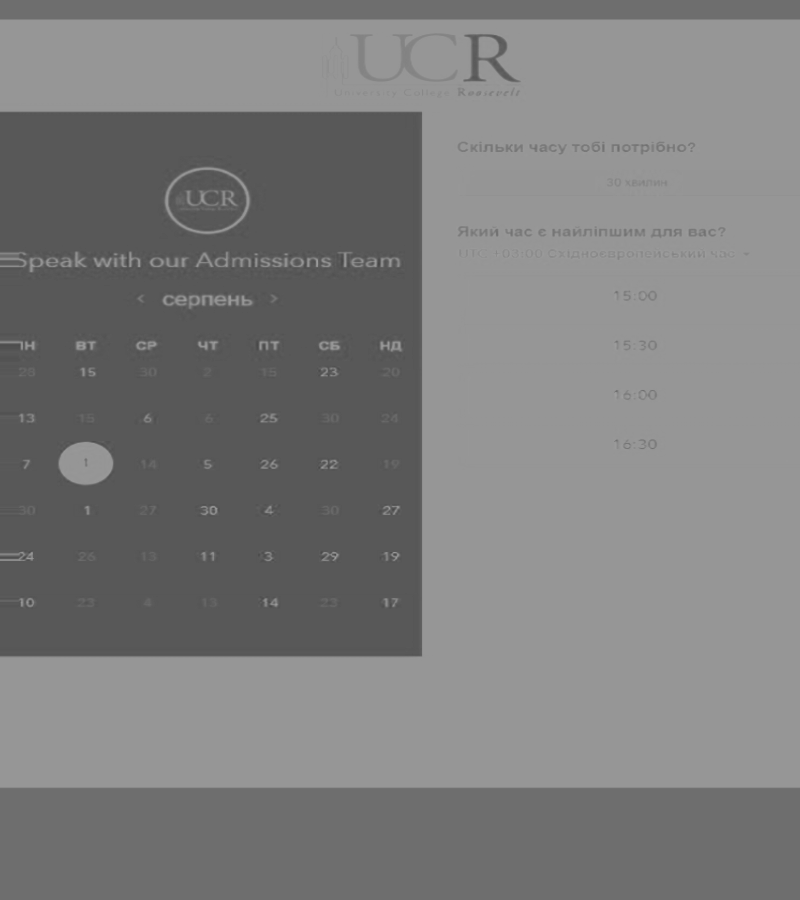 UCR
University College Roosevelt
UCR
Speak with our Admissions Team
‹ серпень ›
ПН ВТ СР ЧТ ПТ СБ НД
28 15 30 2 15 23 20
13 15 6 6 25 30 24
7 1 14 5 26 22 19
30 1 27 30 4 30 27
24 26 13 11 3 29 19
10 22 4 13 14 23 17
Скільки часу тобі потрібно?
30 хвилин
Який час є найліпшим для вас?
UTC +03:00 Східноєвропейський час
15:00
15:30
16:00
16:30